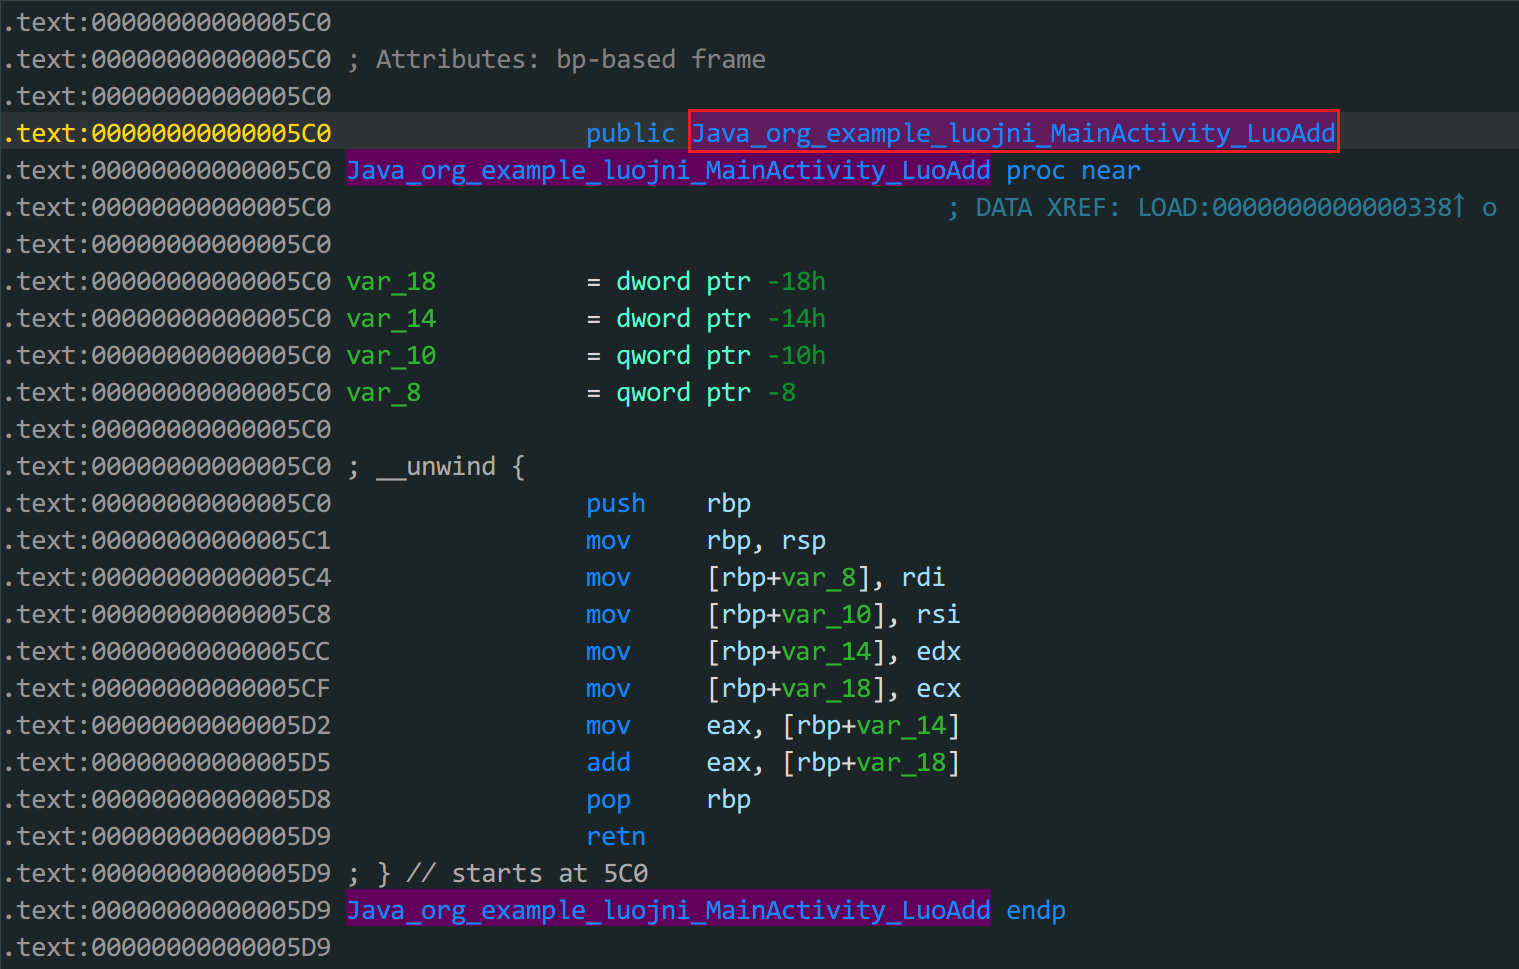 .text:00000000000005C0
.text:00000000000005C0 ; Attributes: bp-based frame
.text:00000000000005C0
.text:00000000000005C0                 public Java_org_example_luojni_MainActivity_LuoAdd
.text:00000000000005C0 Java_org_example_luojni_MainActivity_LuoAdd proc near
.text:00000000000005C0                                         ; DATA XREF: LOAD:0000000000000338↑ o
.text:00000000000005C0
.text:00000000000005C0 var_18          = dword ptr -18h
.text:00000000000005C0 var_14          = dword ptr -14h
.text:00000000000005C0 var_10          = qword ptr -10h
.text:00000000000005C0 var_8           = qword ptr -8
.text:00000000000005C0
.text:00000000000005C0 ; __unwind {
.text:00000000000005C0                 push    rbp
.text:00000000000005C1                 mov     rbp, rsp
.text:00000000000005C4                 mov     [rbp+var_8], rdi
.text:00000000000005C8                 mov     [rbp+var_10], rsi
.text:00000000000005CC                 mov     [rbp+var_14], edx
.text:00000000000005CF                 mov     [rbp+var_18], ecx
.text:00000000000005D2                 mov     eax, [rbp+var_14]
.text:00000000000005D5                 add     eax, [rbp+var_18]
.text:00000000000005D8                 pop     rbp
.text:00000000000005D9                 retn
.text:00000000000005D9 ; } // starts at 5C0
.text:00000000000005D9 Java_org_example_luojni_MainActivity_LuoAdd endp
.text:00000000000005D9